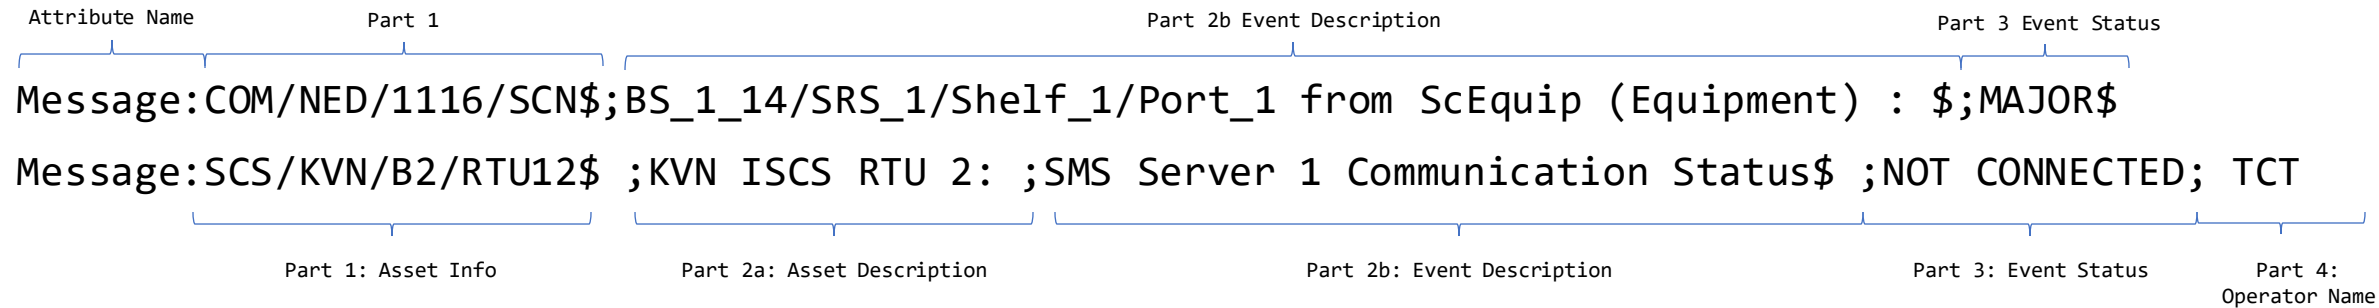 Attribute Name Part 1 Part 2b Event Description Part 3 Event Status
Message:COM/NED/1116/SCN$;BS_1_14/SRS_1/Shelf_1/Port_1 from ScEquip (Equipment) : $;MAJOR$
Message:SCS/KVN/B2/RTU12$ ;KVN ISCS RTU 2: ;SMS Server 1 Communication Status$ ;NOT CONNECTED; TCT
Part 1: Asset Info Part 2a: Asset Description Part 2b: Event Description Part 3: Event Status Part 4:
Operator Name